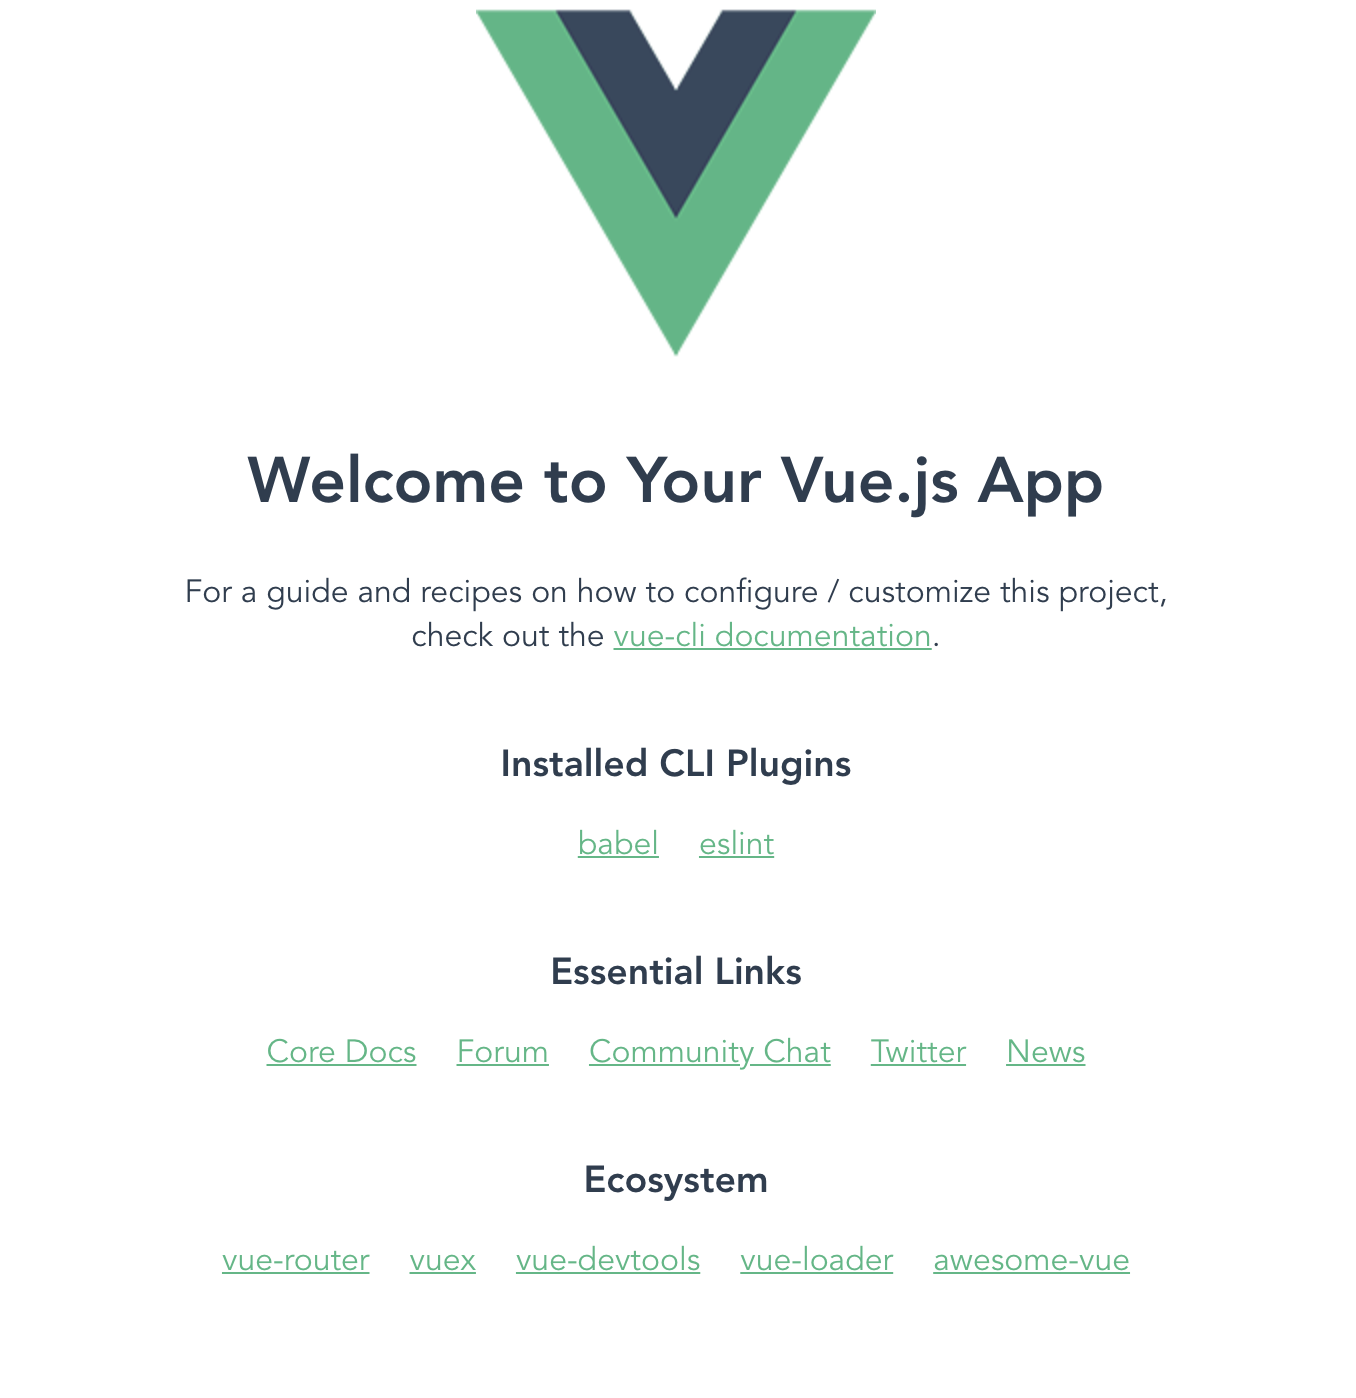 Welcome to Your Vue.js App
For a guide and recipes on how to configure / customize this project,
check out the vue-cli documentation.
Installed CLI Plugins
babel eslint
Essential Links
Core Docs Forum Community Chat Twitter News
Ecosystem
vue-router vuex vue-devtools vue-loader awesome-vue